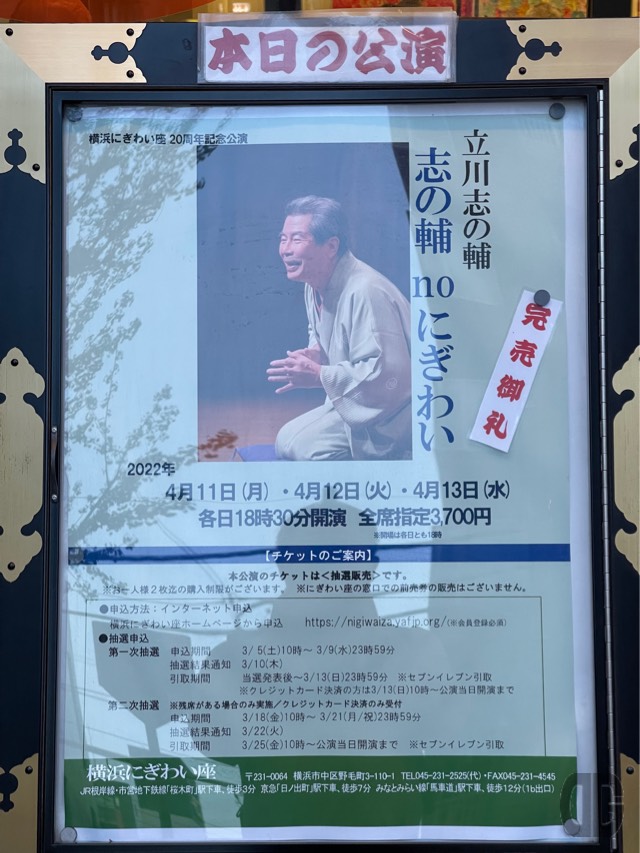 本日の公演
横浜にぎわい座 20周年記念公演
立川志の輔
志の輔 noにぎわい
完売御礼
2022年
4月11日(月)・4月12日(火)・4月13日(水)
各日18時30分開演 全席指定3,700円
※開場は各日とも18時
【チケットのご案内】
本公演のチケットは<抽選販売>です。
※お一人様2枚迄の購入制限がございます。 ※にぎわい座の窓口での前売券の販売はございません。
●申込方法：インターネット申込
横浜にぎわい座ホームページから申込 https://nigiwaiza.yafjp.org/(※会員登録必須)
●抽選申込
第一次抽選 申込期間 3/5(土)10時～3/9(水)23時59分
抽選結果通知 3/10(木)
引取期間 当選発表後～3/13(日)23時59分 ※セブンイレブン引取
※クレジットカード決済の方は3/13(日)10時～公演当日開演まで
第二次抽選 ※残席がある場合のみ実施/クレジットカード決済のみ受付
申込期間 3/18(金)10時～3/21(月/祝)23時59分
抽選結果通知 3/22(火)
引取期間 3/25(金)10時～公演当日開演まで ※セブンイレブン引取
横浜にぎわい座 〒231-0064 横浜市中区野毛町3-110-1 TEL045-231-2525(代)・FAX045-231-4545
JR根岸線・市営地下鉄線「桜木町」駅下車、徒歩3分 京急「日ノ出町」駅下車、徒歩7分 みなとみらい線「馬車道」駅下車、徒歩12分(1b出口)